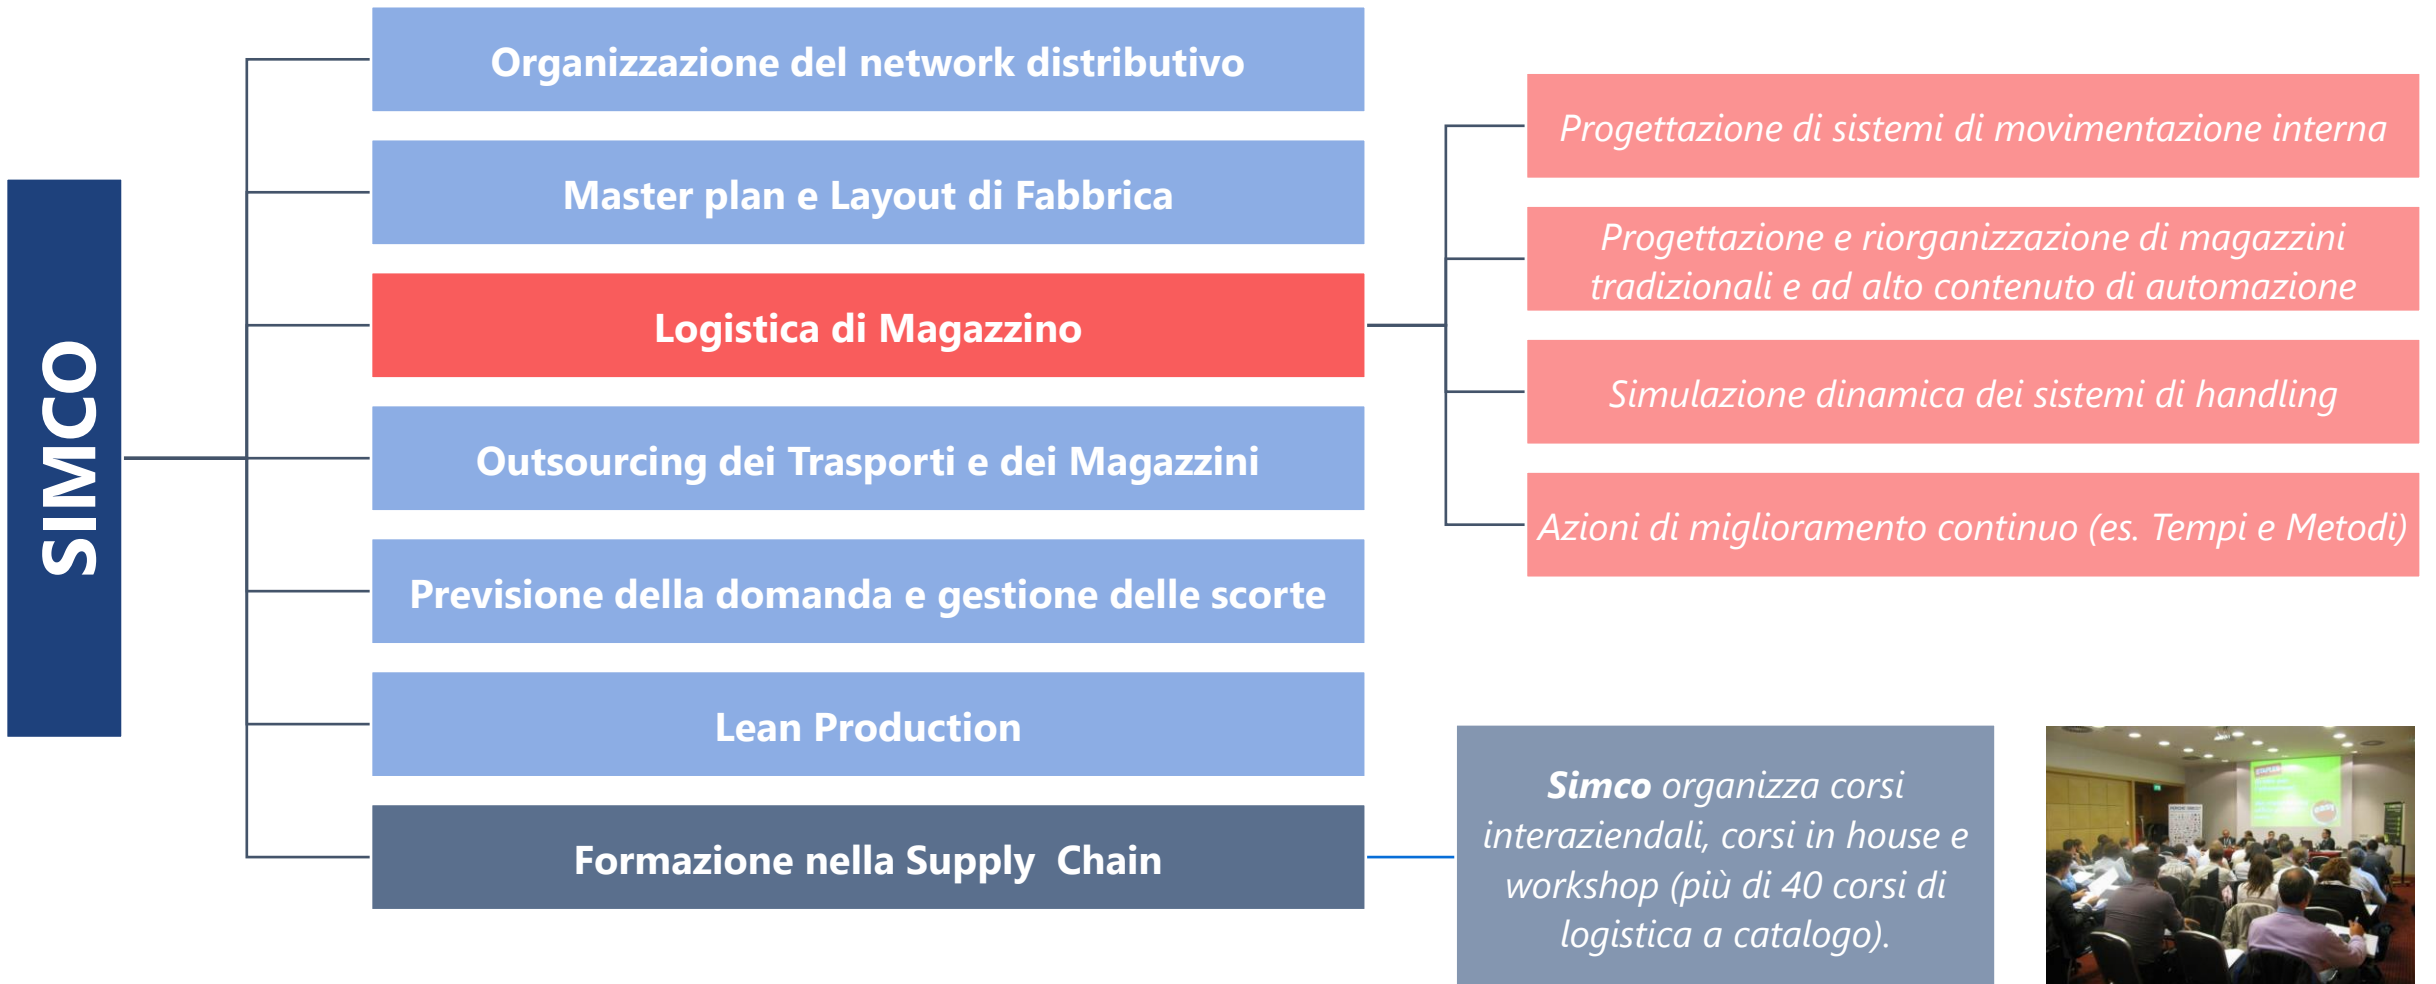 SIMCO
Organizzazione del network distributivo
Master plan e Layout di Fabbrica
Logistica di Magazzino
Outsourcing dei Trasporti e dei Magazzini
Previsione della domanda e gestione delle scorte
Lean Production
Formazione nella Supply Chain
Progettazione di sistemi di movimentazione interna
Progettazione e riorganizzazione di magazzini
tradizionali e ad alto contenuto di automazione
Simulazione dinamica dei sistemi di handling
Azioni di miglioramento continuo (es. Tempi e Metodi)
Simco organizza corsi
interaziendali, corsi in house e
workshop (più di 40 corsi di
logistica a catalogo).
STAPLES
easy